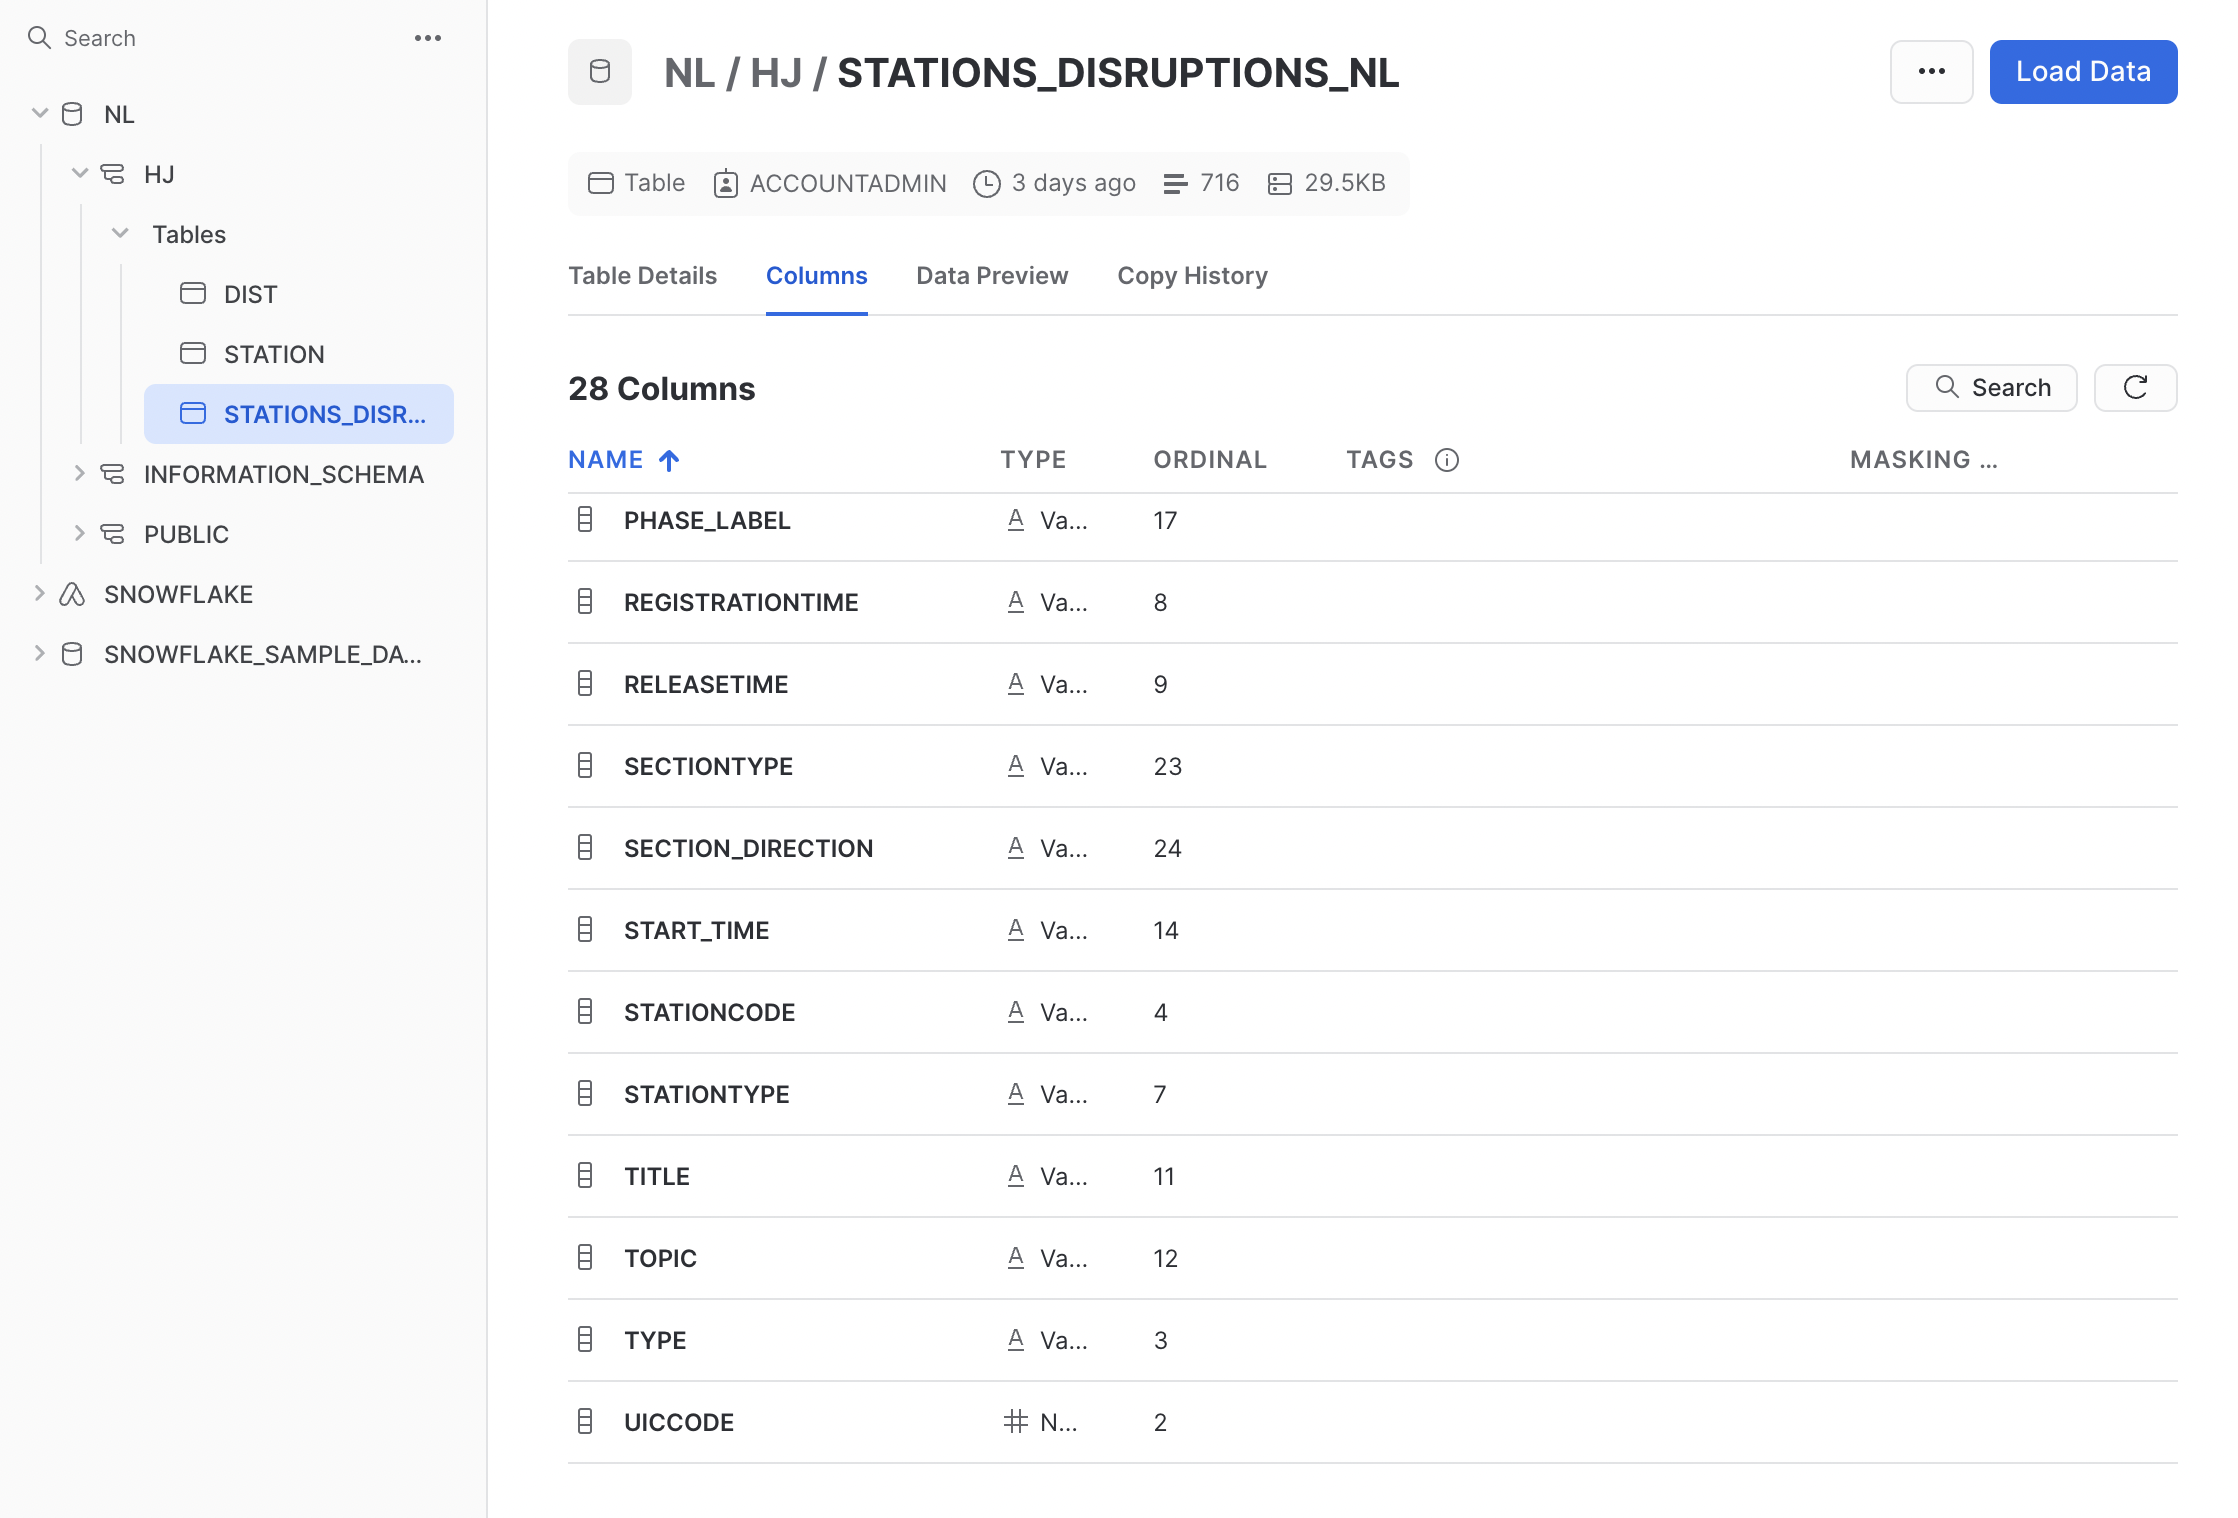 Search
NL
HJ
Tables
DIST
STATION
STATIONS_DISR...
INFORMATION_SCHEMA
PUBLIC
SNOWFLAKE
SNOWFLAKE_SAMPLE_DA...
NL / HJ / STATIONS_DISRUPTIONS_NL
Load Data
Table ACCOUNTADMIN 3 days ago 716 29.5KB
Table Details Columns Data Preview Copy History
28 Columns
Search
NAME TYPE ORDINAL TAGS MASKING ...
PHASE_LABEL A Va... 17
REGISTRATIONTIME A Va... 8
RELEASETIME A Va... 9
SECTIONTYPE A Va... 23
SECTION_DIRECTION A Va... 24
START_TIME A Va... 14
STATIONCODE A Va... 4
STATIONTYPE A Va... 7
TITLE A Va... 11
TOPIC A Va... 12
TYPE A Va... 3
UICCODE # N... 2